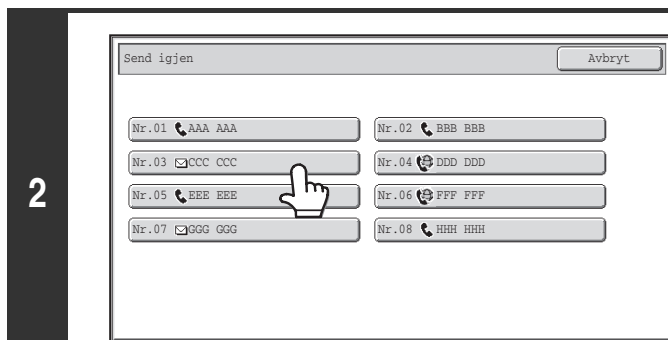 2
Send igjen Avbryt
Nr.01 AAA AAA Nr.02 BBB BBB
Nr.03 CCC CCC Nr.04 DDD DDD
Nr.05 EEE EEE Nr.06 FFF FFF
Nr.07 GGG GGG Nr.08 HHH HHH